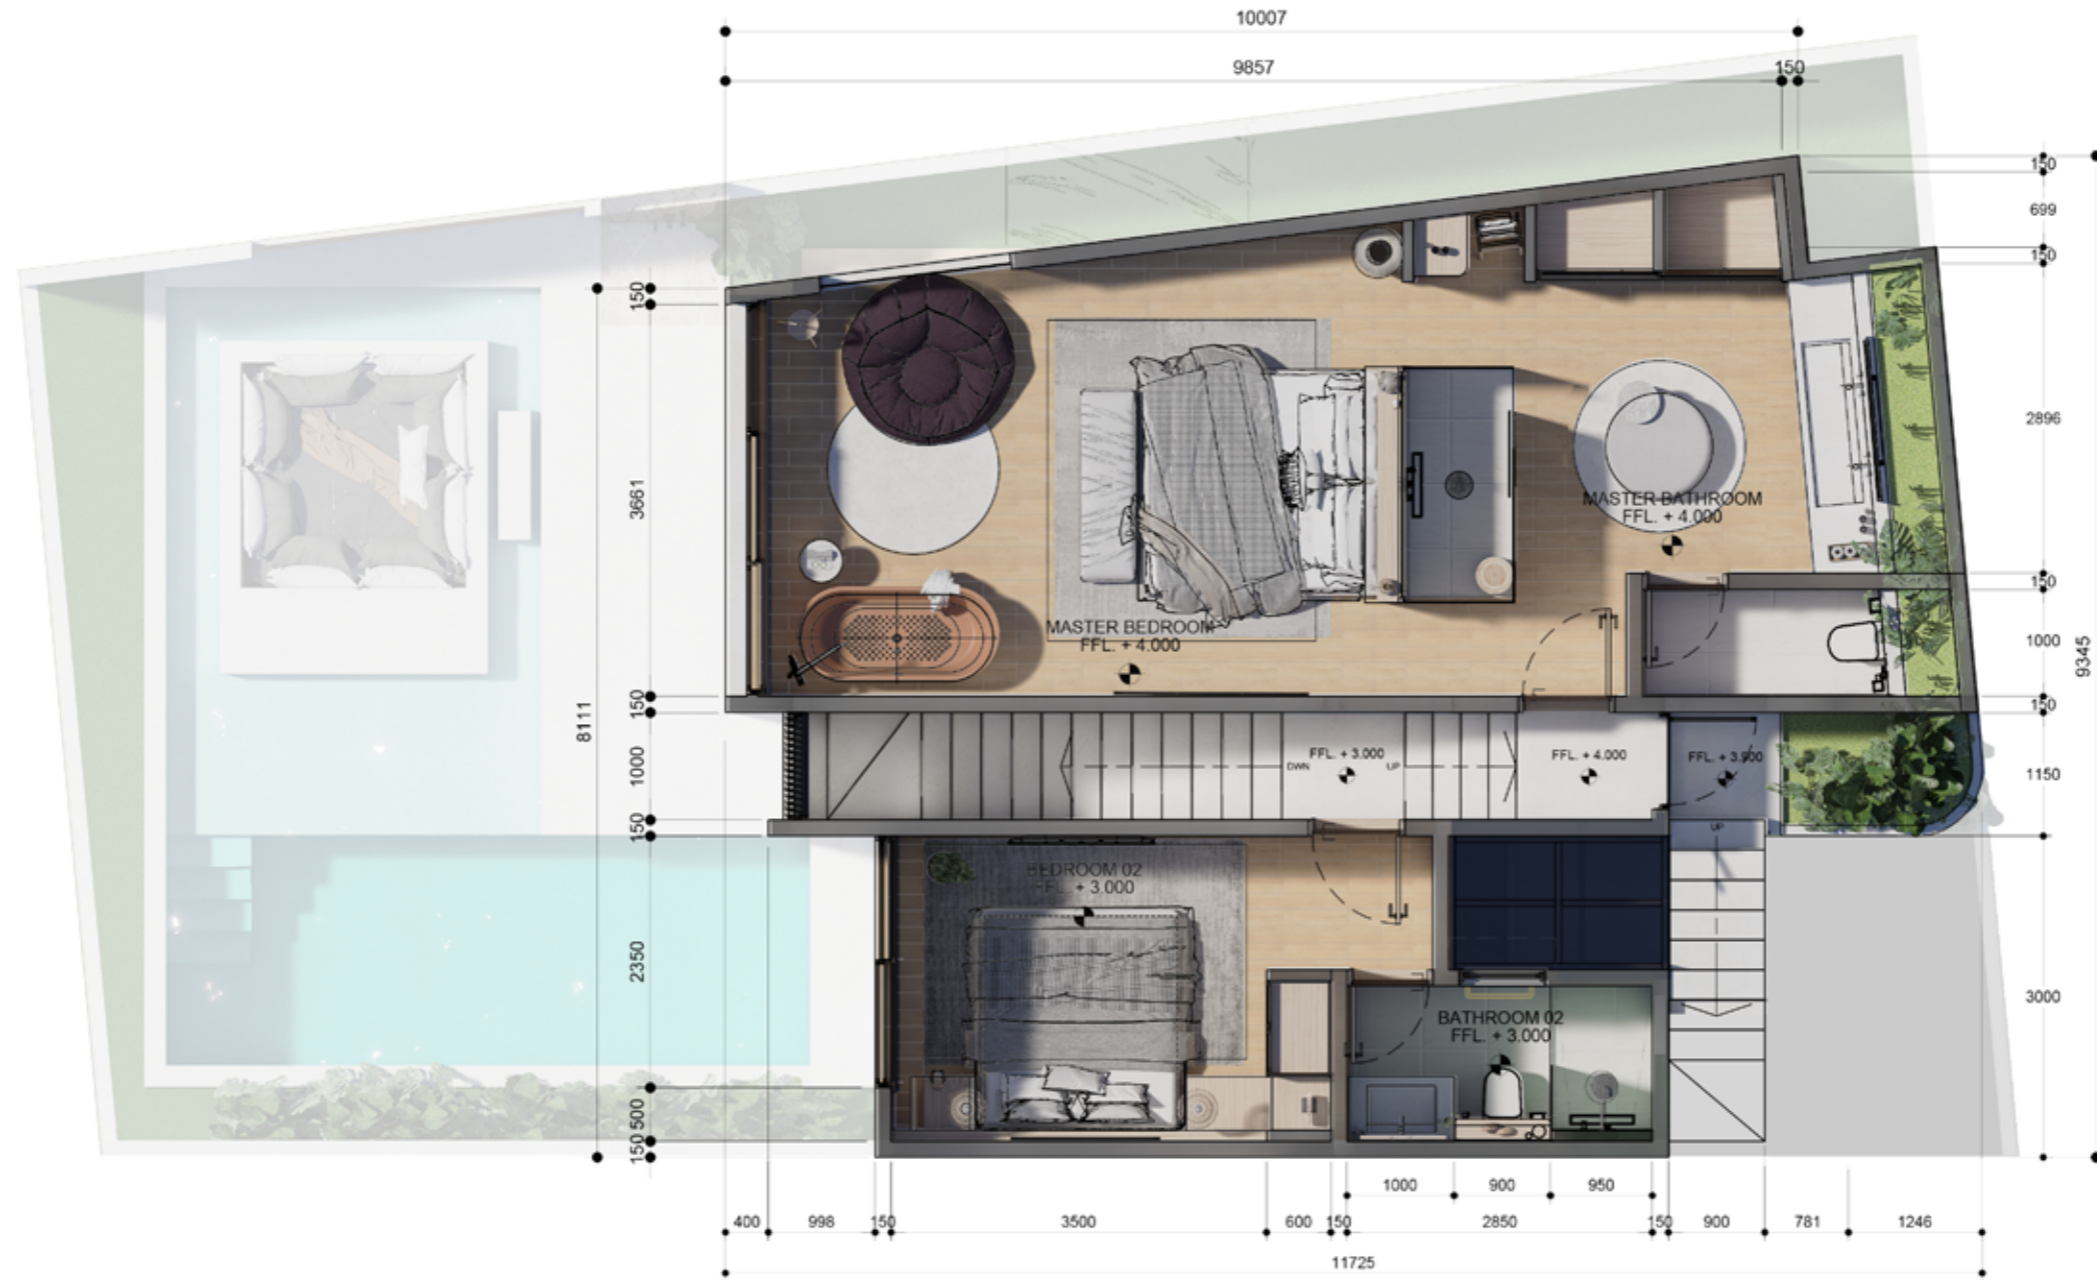 10007
9857
150
150
699
150
150
2896
3661
MASTER BATHROOM
FFL. + 4.000
150
MASTER BEDROOM
FFL. + 4.000
1000
9345
150
150
8111
1000
FFL. + 3.000
DWN
UP
FFL. + 4.000
FFL. + 3.900
1150
150
UP
BEDROOM 02
FFL. + 3.000
2350
3000
BATHROOM 02
FFL. + 3.000
500
150
1000
900
950
400
998
150
3500
600
150
2850
150
900
781
1246
11725